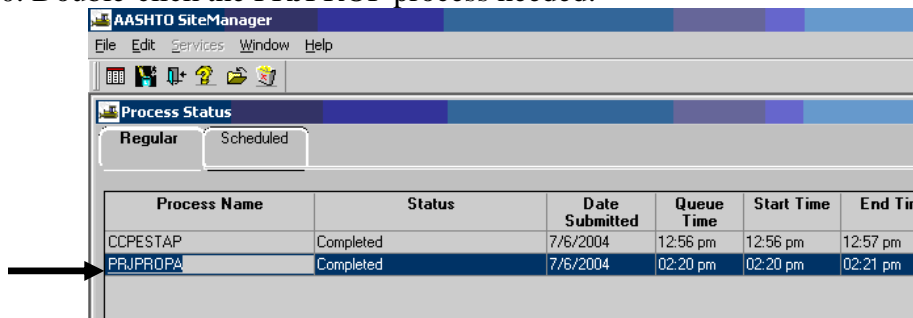 AASHTO SiteManager
File Edit Services Window Help
Process Status
Regular Scheduled
Process Name Status Date Submitted Queue Time Start Time End Ti
CCPESTAP Completed 7/6/2004 12:56 pm 12:56 pm 12:57 pm
PRJPROPA Completed 7/6/2004 02:20 pm 02:20 pm 02:21 pm